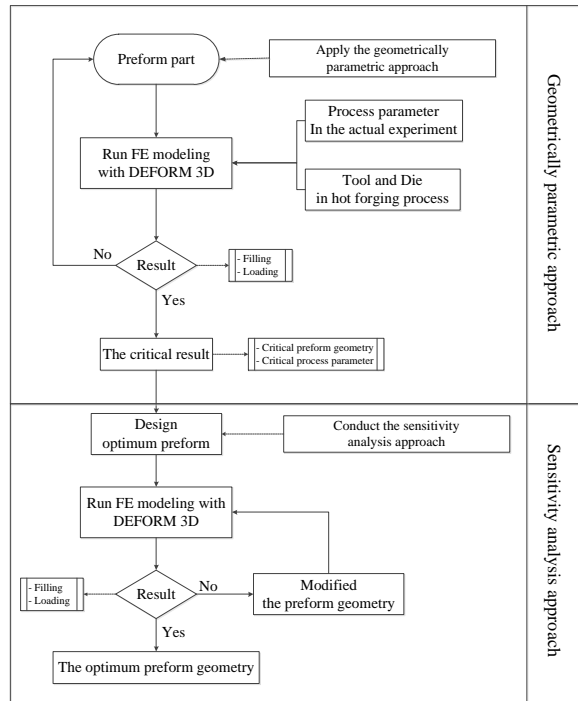 Preform part
Apply the geometrically
parametric approach
Process parameter
In the actual experiment
Run FE modeling
with DEFORM 3D
Tool and Die
in hot forging process
No
Result
- Filling
- Loading
Yes
The critical result
- Critical preform geometry
- Critical process parameter
Geometrically parametric approach
Design
optimum preform
Conduct the sensitivity
analysis approach
Run FE modeling with
DEFORM 3D
- Filling
- Loading
Result
No
Modified
the preform geometry
Yes
The optimum preform geometry
Sensitivity analysis approach